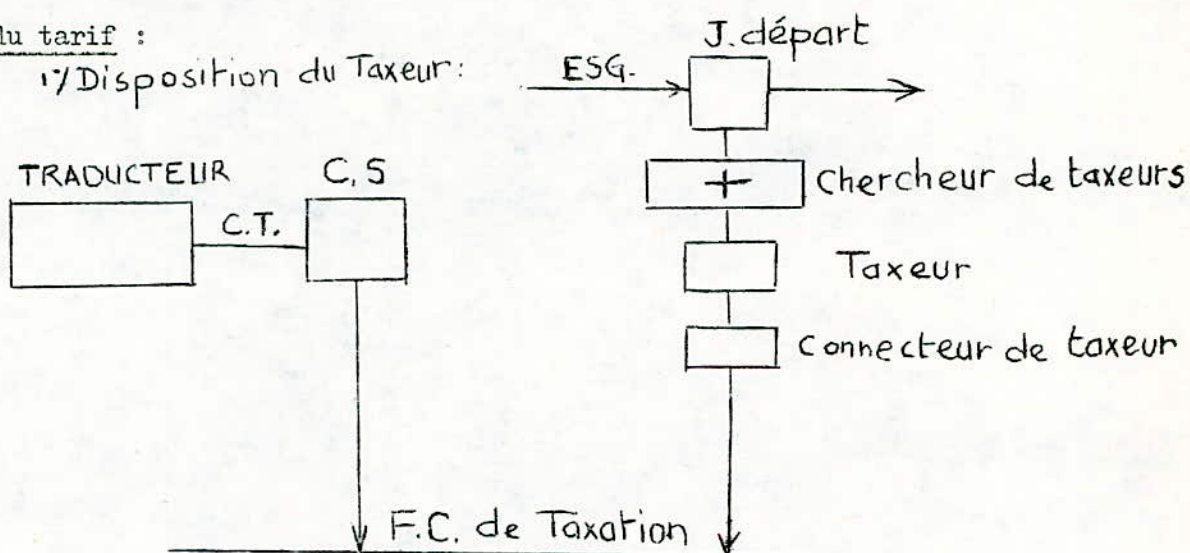 du tarif :
1°/Disposition du Taxeur:
ESG.
J.départ
TRADUCTEUR
C.S
C.T.
Chercheur de taxeurs
Taxeur
Connecteur de taxeur
F.C. de Taxation